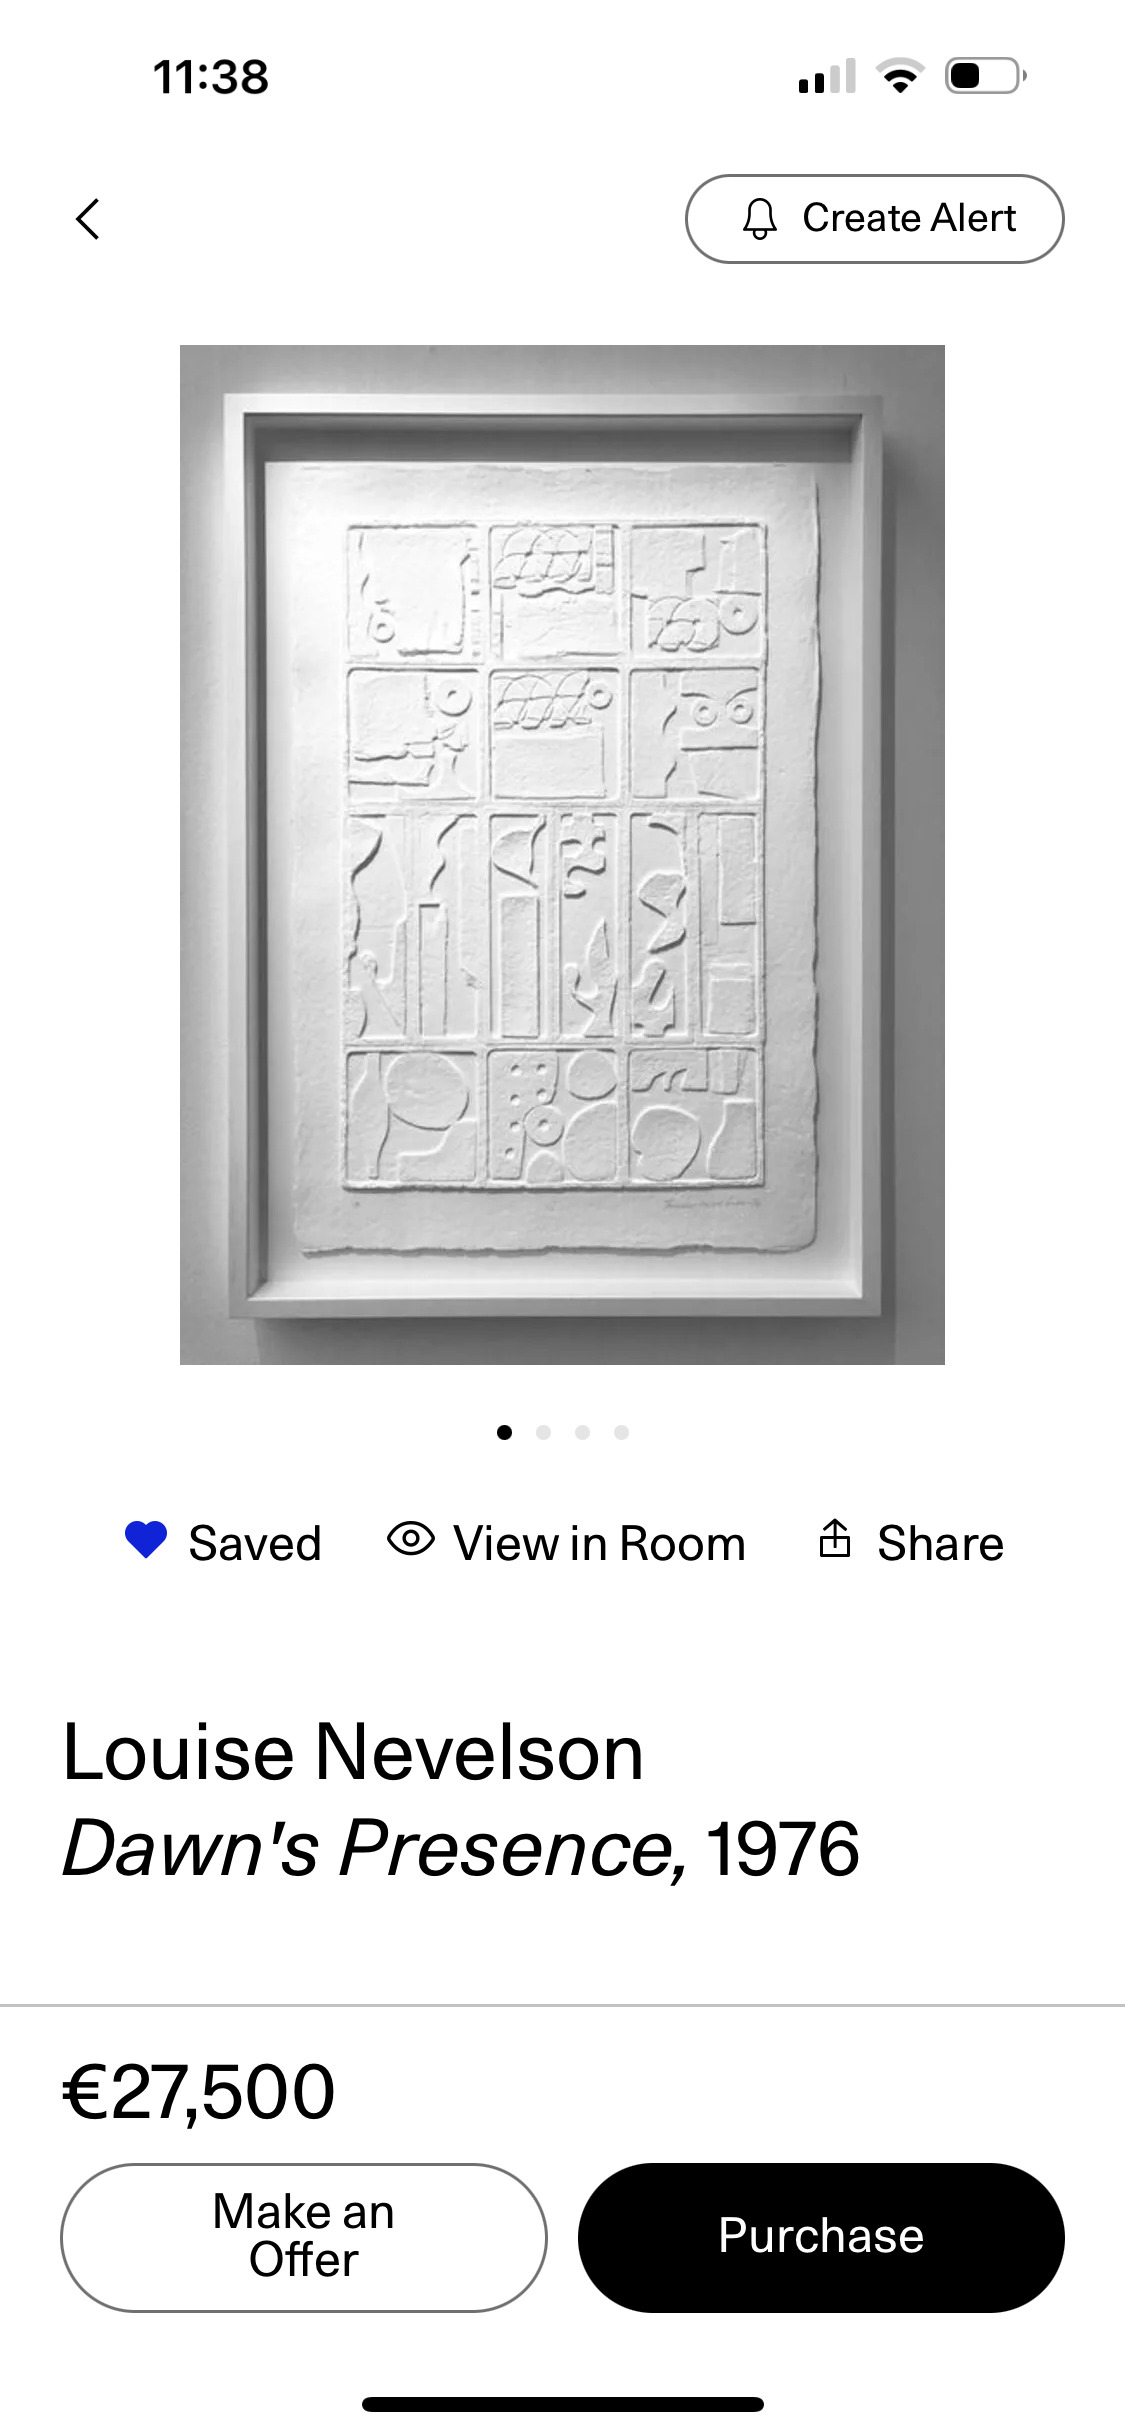 11:38
Create Alert
Saved
View in Room
Share
Louise Nevelson
Dawn's Presence, 1976
€27,500
Make an
Offer
Purchase